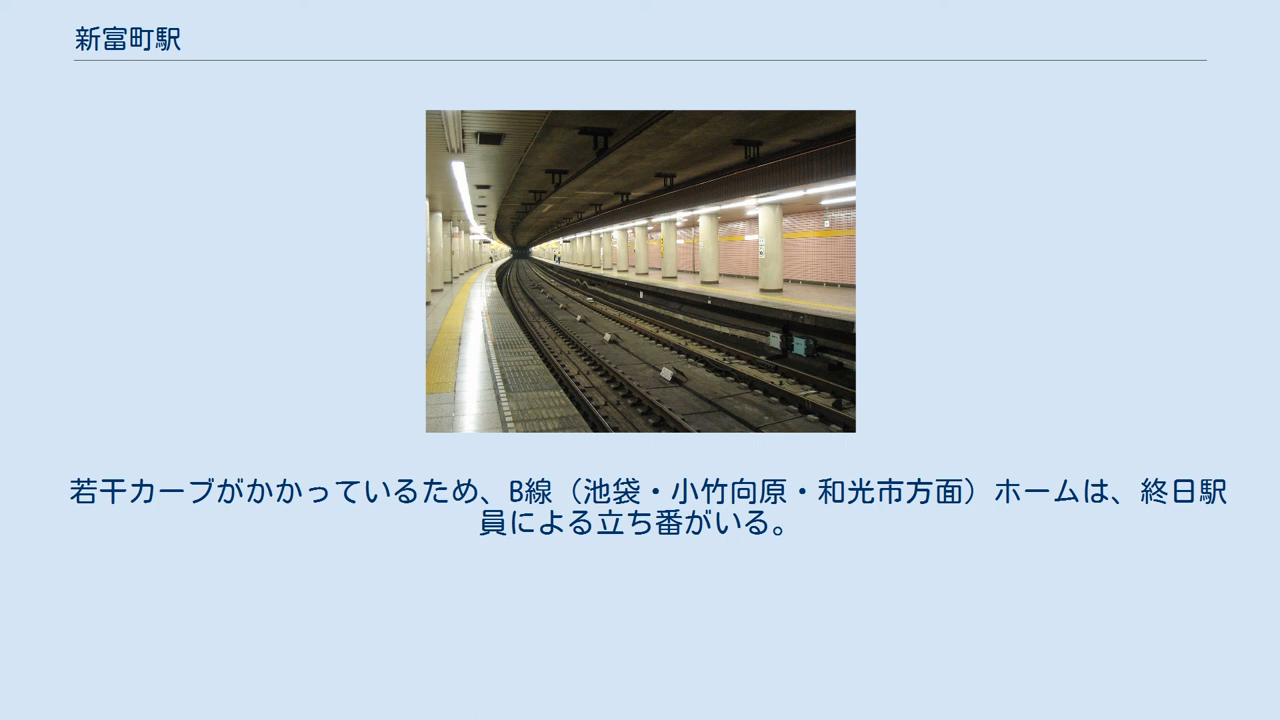 新富町駅
若干カーブがかかっているため、B線（池袋・小竹向原・和光市方面）ホームは、終日駅
員による立ち番がいる。